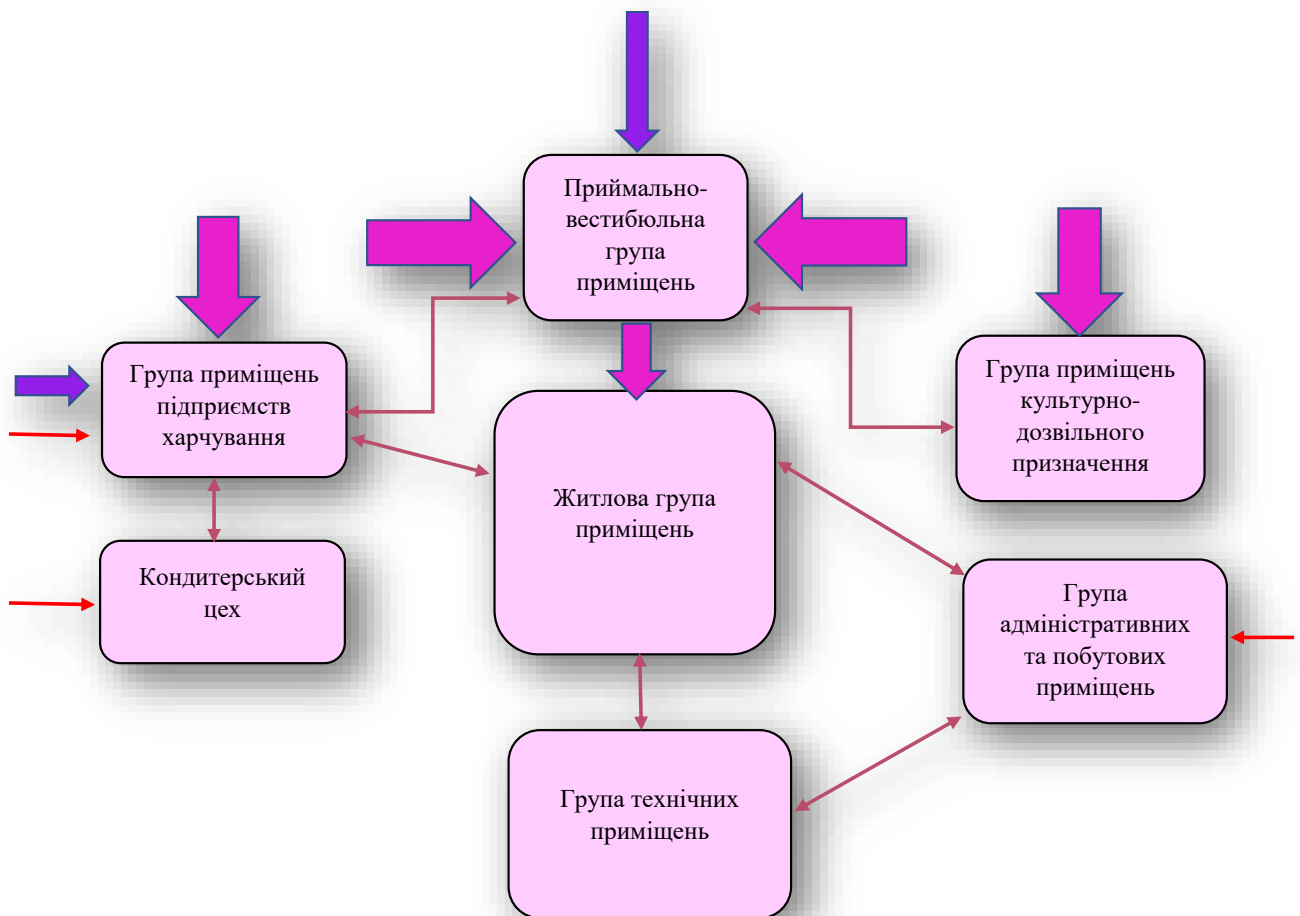 Приймально-
вестибюльна
група
приміщень
Група приміщень
підприємств
харчування
Група приміщень
культурно-
дозвільного
призначення
Житлова група
приміщень
Кондитерський
цех
Група
адміністративних
та побутових
приміщень
Група технічних
приміщень